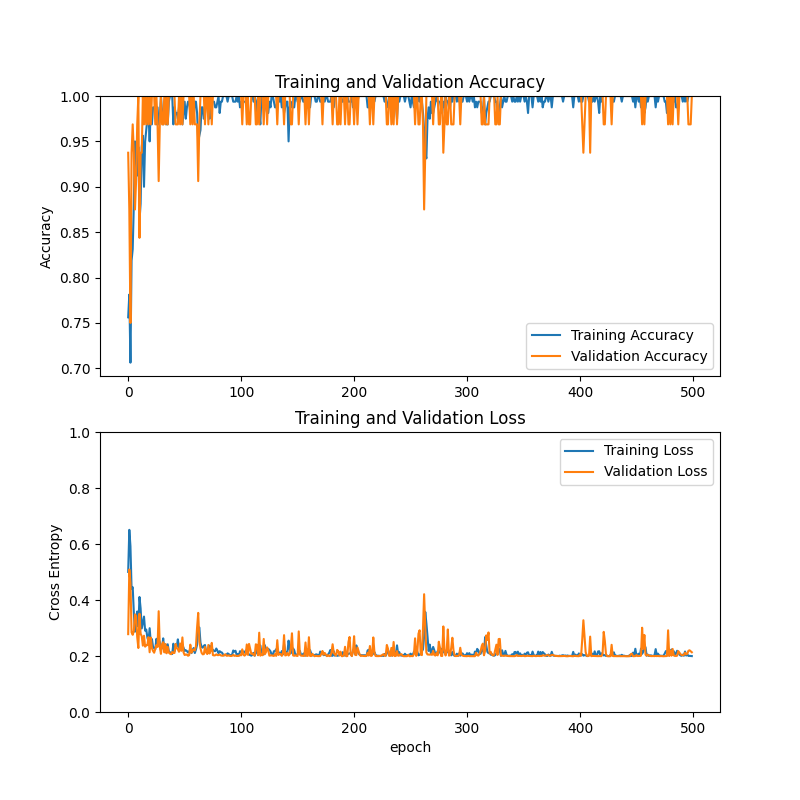 Training and Validation Accuracy
1.00
0.95
0.90
0.85
0.80
0.75
0.70
Accuracy
Training Accuracy
Validation Accuracy
0 100 200 300 400 500
Training and Validation Loss
1.0
0.8
0.6
0.4
0.2
0.0
Cross Entropy
Training Loss
Validation Loss
0 100 200 300 400 500
epoch